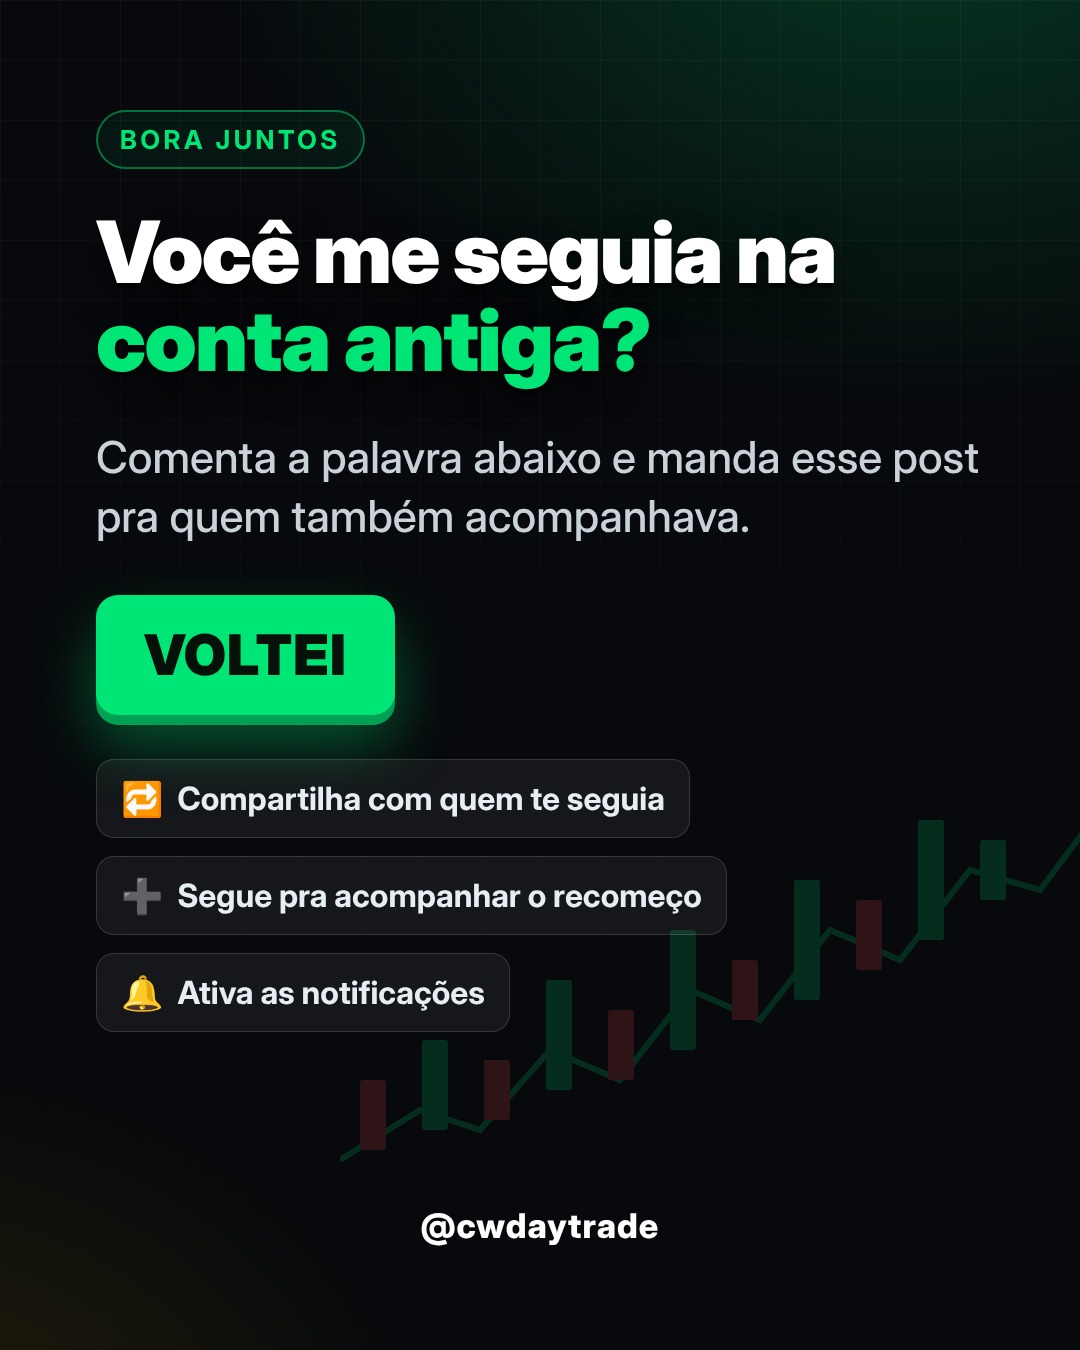 BORA JUNTOS
Você me seguia na
conta antiga?
Comenta a palavra abaixo e manda esse post
pra quem também acompanhava.
VOLTEI
🔁 Compartilha com quem te seguia
➕ Segue pra acompanhar o recomeço
🔔 Ativa as notificações
@cwdaytrade